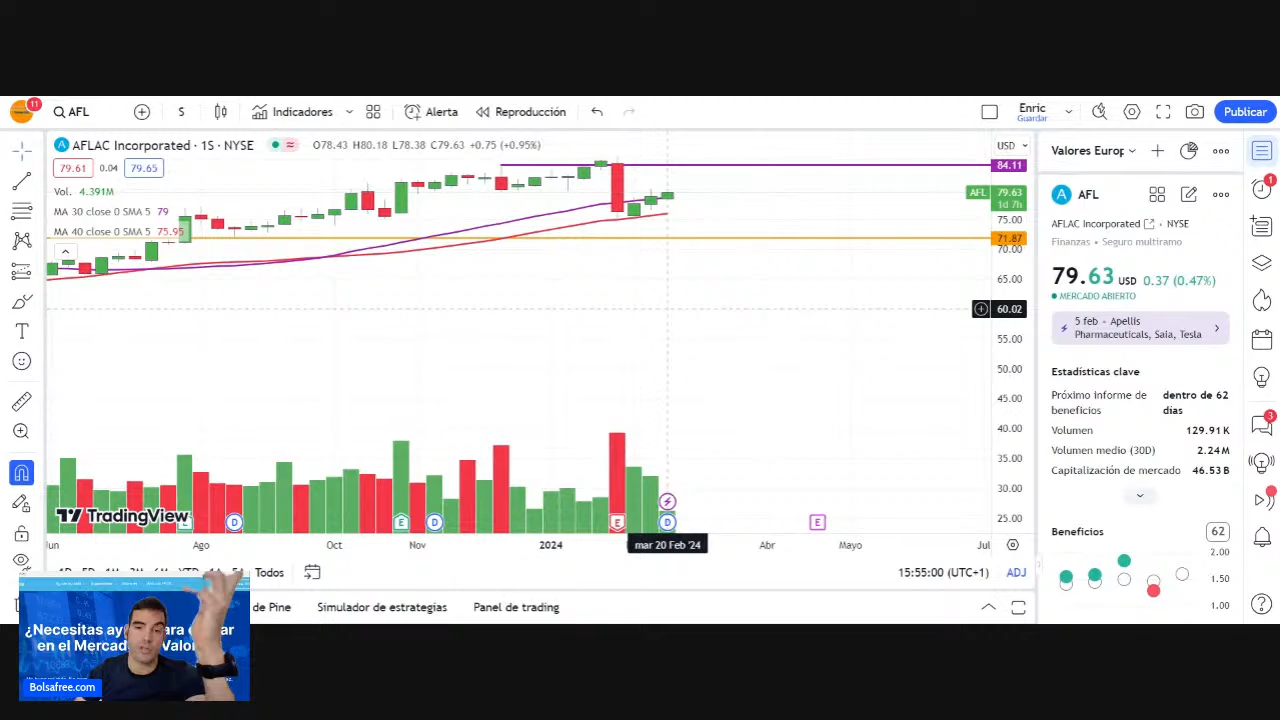 11
AFL
S
Indicadores
Alerta
Reproducción
Enric
Guardar
Publicar
AFLAC Incorporated · 1S · NYSE
O78.43 H80.18 L78.38 C79.63 +0.75 (+0.95%)
79.61 0.04 79.65
Vol. 4.391M
MA 30 close 0 SMA 5 79
MA 40 close 0 SMA 5 75.95
USD
84.11
AFL 79.63
1d 7h
75.00
71.87
70.00
65.00
60.02
55.00
50.00
45.00
40.00
35.00
30.00
25.00
TradingView
E
D
E
D
E
D
E
Jun
Ago
Oct
Nov
2024
mar 20 Feb '24
Abr
Mayo
Jul
Todos
15:55:00 (UTC+1)
ADJ
de Pine
Simulador de estrategias
Panel de trading
Valores Europ
A AFL
AFLAC Incorporated · NYSE
Finanzas • Seguro multiramo
79.63 USD 0.37 (0.47%)
MERCADO ABIERTO
5 feb - Apellis
Pharmaceuticals, Saia, Tesla
Estadísticas clave
Próximo informe de beneficios dentro de 62 días
Volumen 129.91K
Volumen medio (30D) 2.24M
Capitalización de mercado 46.53B
Beneficios 62
2.00
1.50
1.00
1
3
¿Necesitas
en el Mercad
Bolsafree.com